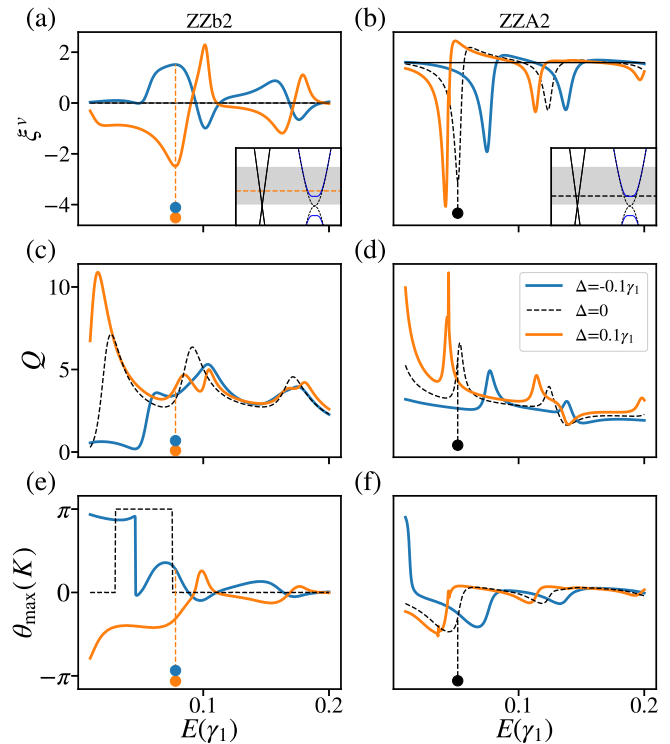 (a) ZZb2 (b) ZZA2
2
0
−2
−4
ξᵛ
(c) (d)
10
5
0
Q
Δ=-0.1γ₁
Δ=0
Δ=0.1γ₁
(e) (f)
π
0
−π
θmax(K)
0.1 0.2 0.1 0.2
E(γ₁) E(γ₁)